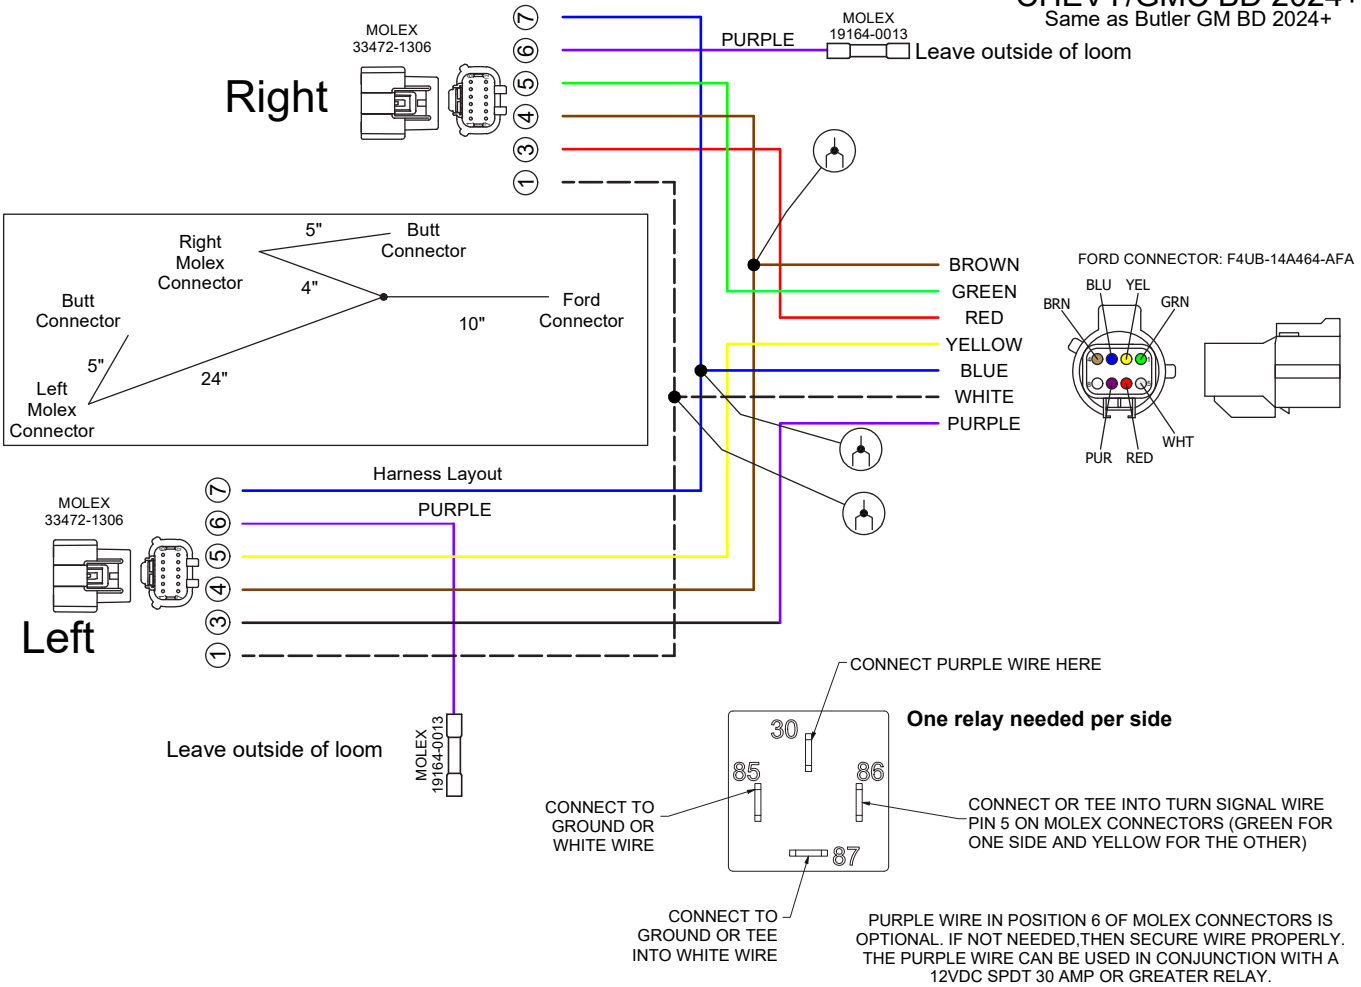 CHEVY/GMC BD 2024+
Same as Butler GM BD 2024+
MOLEX
33472-1306
Right
7
6
5
4
3
1
PURPLE
MOLEX
19164-0013
Leave outside of loom
Right
Molex
Connector
5"
Butt
Connector
4"
Butt
Connector
10"
Ford
Connector
5"
24"
Left
Molex
Connector
Harness Layout
BROWN
GREEN
RED
YELLOW
BLUE
WHITE
PURPLE
FORD CONNECTOR: F4UB-14A464-AFA
BLU
YEL
BRN
GRN
4
1
8
5
WHT
PUR
RED
MOLEX
33472-1306
Left
7
6
5
4
3
1
PURPLE
Leave outside of loom
MOLEX
19164-0013
CONNECT PURPLE WIRE HERE
One relay needed per side
30
85
86
87
CONNECT TO
GROUND OR
WHITE WIRE
CONNECT OR TEE INTO TURN SIGNAL WIRE
PIN 5 ON MOLEX CONNECTORS (GREEN FOR
ONE SIDE AND YELLOW FOR THE OTHER)
CONNECT TO
GROUND OR TEE
INTO WHITE WIRE
PURPLE WIRE IN POSITION 6 OF MOLEX CONNECTORS IS
OPTIONAL. IF NOT NEEDED,THEN SECURE WIRE PROPERLY.
THE PURPLE WIRE CAN BE USED IN CONJUNCTION WITH A
12VDC SPDT 30 AMP OR GREATER RELAY.